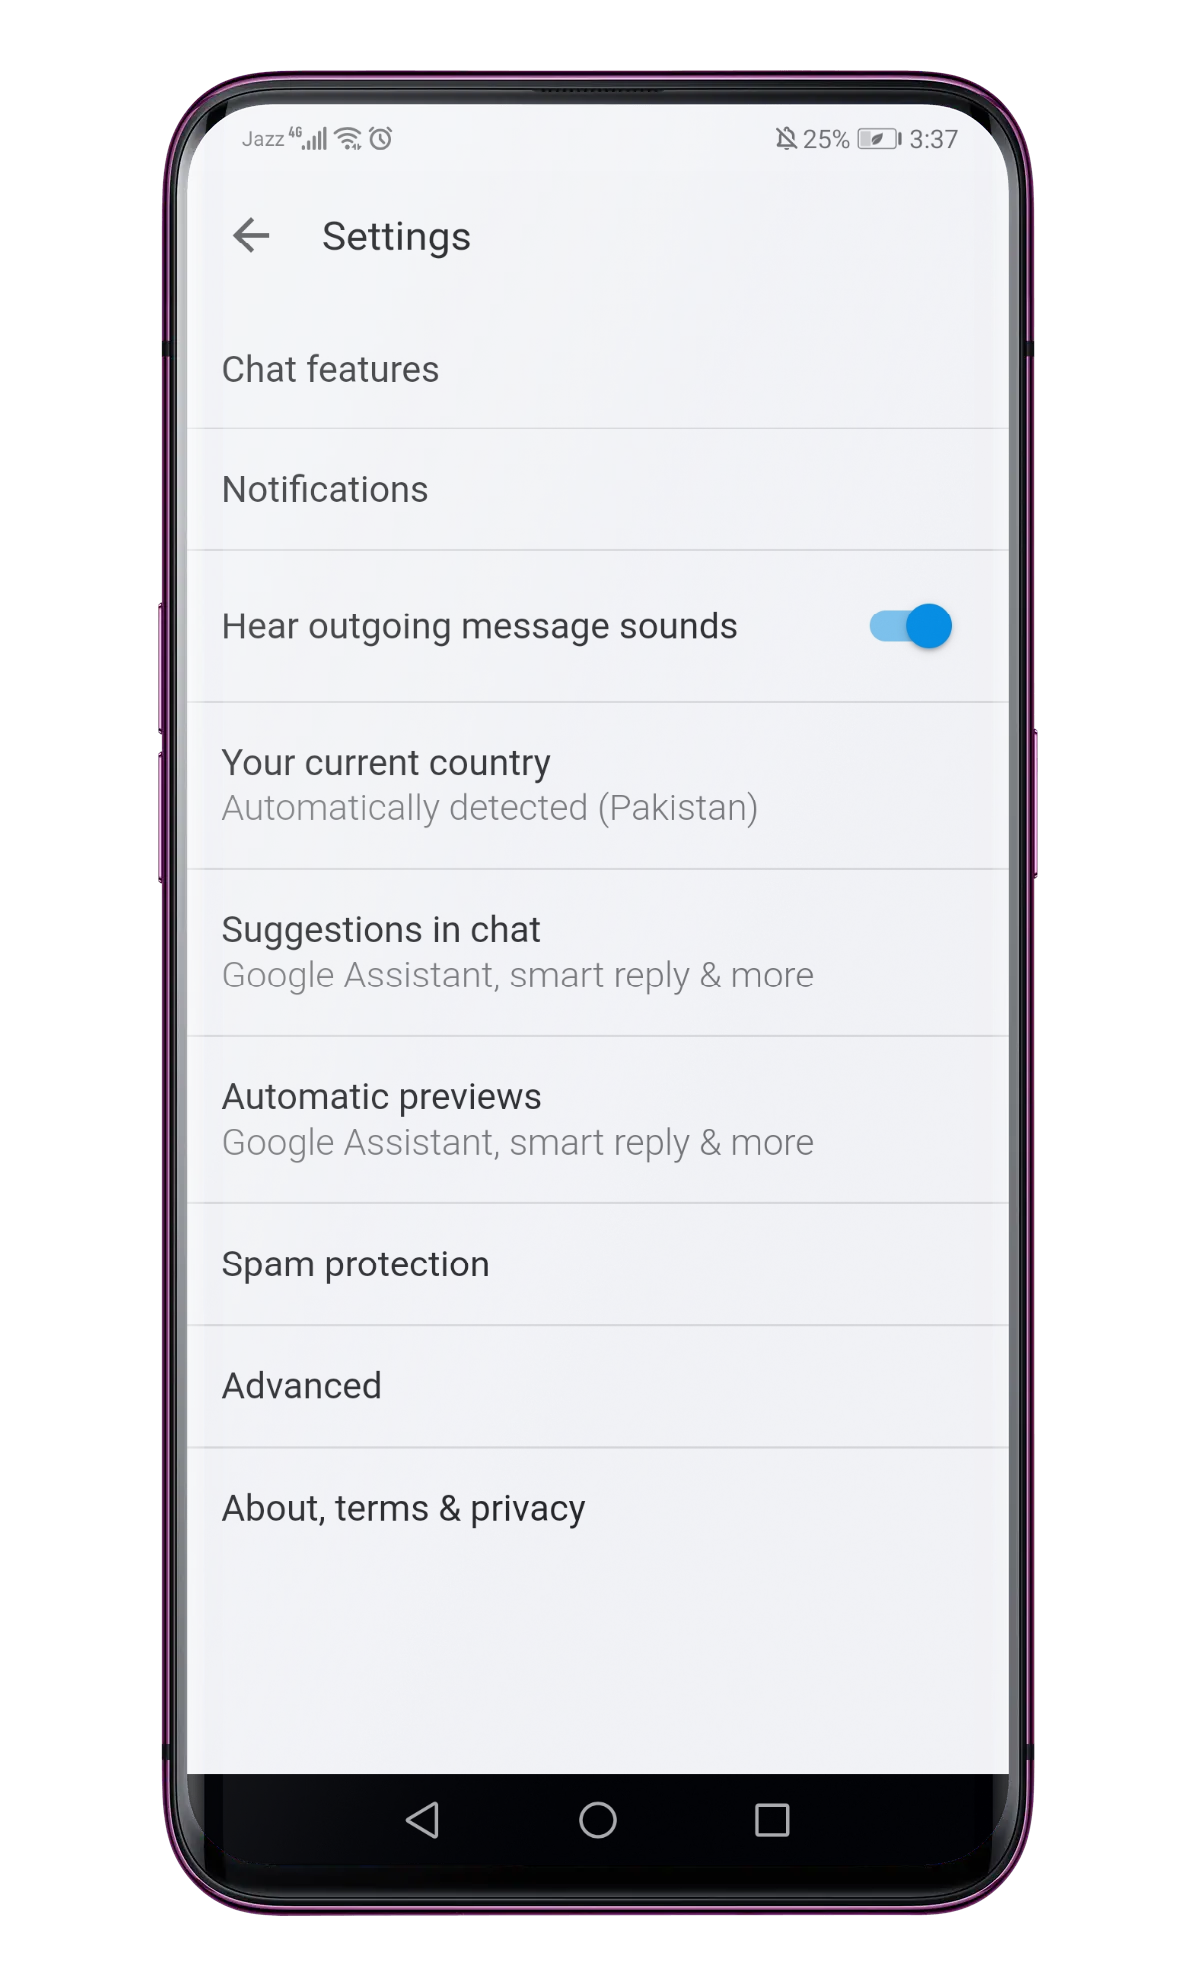 Jazz 4G 25% 3:37
Settings
Chat features
Notifications
Hear outgoing message sounds
Your current country
Automatically detected (Pakistan)
Suggestions in chat
Google Assistant, smart reply & more
Automatic previews
Google Assistant, smart reply & more
Spam protection
Advanced
About, terms & privacy